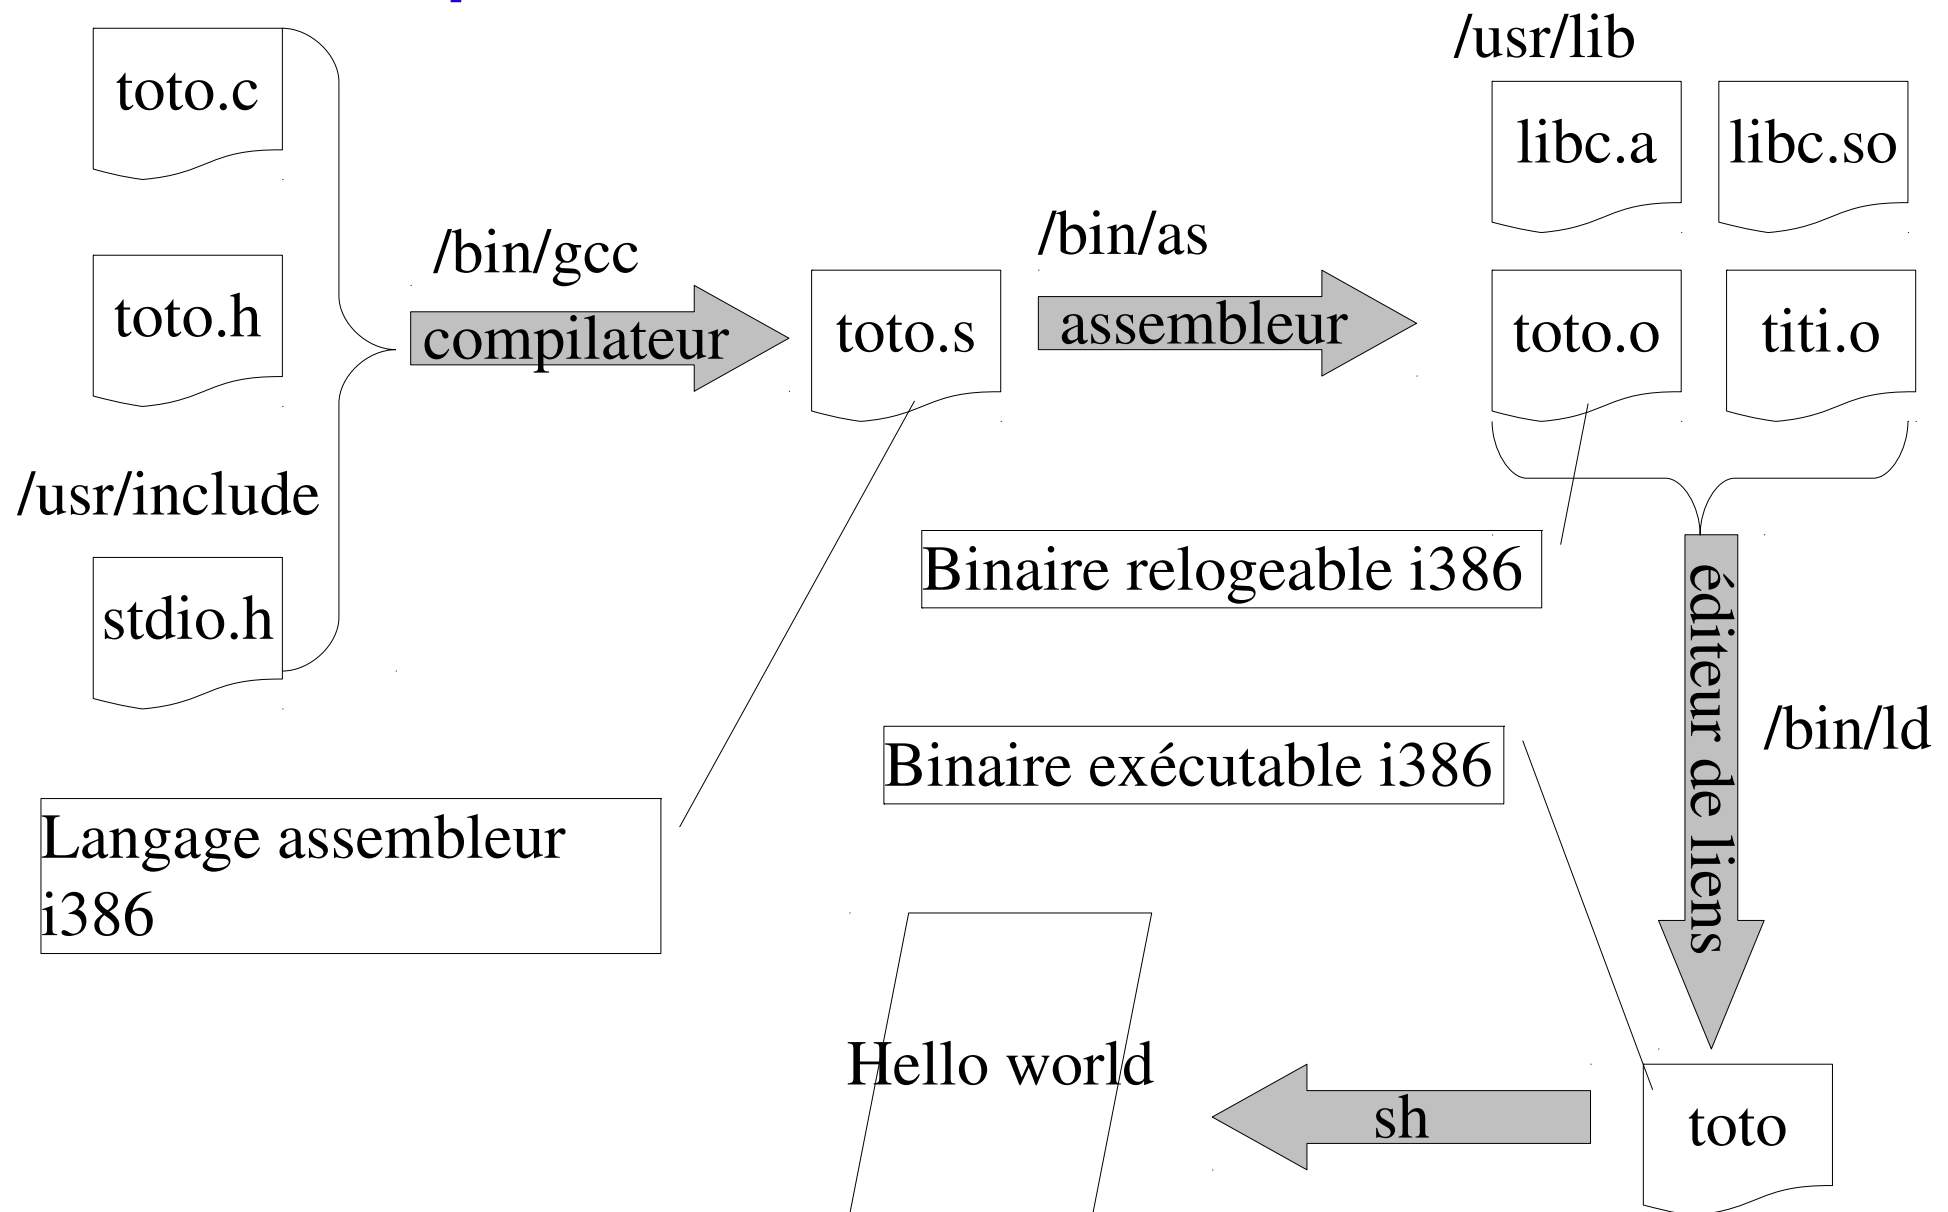 toto.c
toto.h
/usr/include
stdio.h
/bin/gcc
compilateur
toto.s
/bin/as
assembleur
/usr/lib
libc.a
libc.so
toto.o
titi.o
Binaire relogeable i386
éditeur de liens
/bin/ld
Binaire exécutable i386
Langage assembleur
i386
Hello world
sh
toto